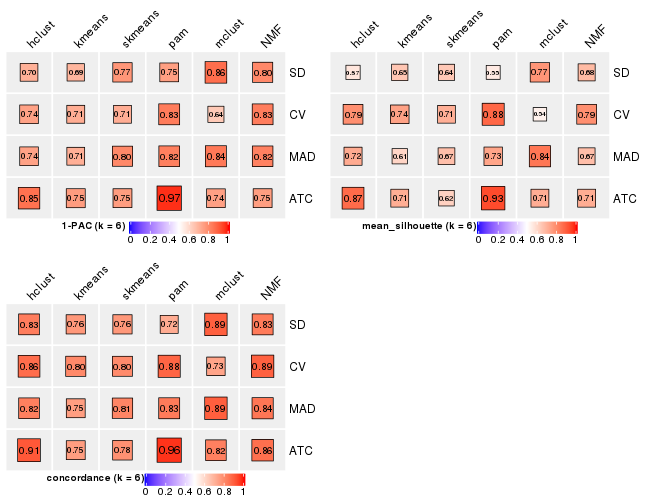 hclust kmeans skmeans pam mclust NMF
0.70 0.69 0.77 0.75 0.86 0.80 SD
0.74 0.71 0.71 0.83 0.64 0.83 CV
0.74 0.71 0.80 0.82 0.84 0.82 MAD
0.85 0.75 0.75 0.97 0.74 0.75 ATC
1-PAC (k = 6)
0 0.2 0.4 0.6 0.8 1
hclust kmeans skmeans pam mclust NMF
0.57 0.65 0.64 0.55 0.77 0.68 SD
0.79 0.74 0.71 0.88 0.54 0.79 CV
0.72 0.61 0.67 0.73 0.84 0.67 MAD
0.87 0.71 0.62 0.93 0.71 0.71 ATC
mean_silhouette (k = 6)
0 0.2 0.4 0.6 0.8 1
hclust kmeans skmeans pam mclust NMF
0.83 0.76 0.76 0.72 0.89 0.83 SD
0.86 0.80 0.80 0.88 0.73 0.89 CV
0.82 0.75 0.81 0.83 0.89 0.84 MAD
0.91 0.75 0.78 0.96 0.82 0.86 ATC
concordance (k = 6)
0 0.2 0.4 0.6 0.8 1